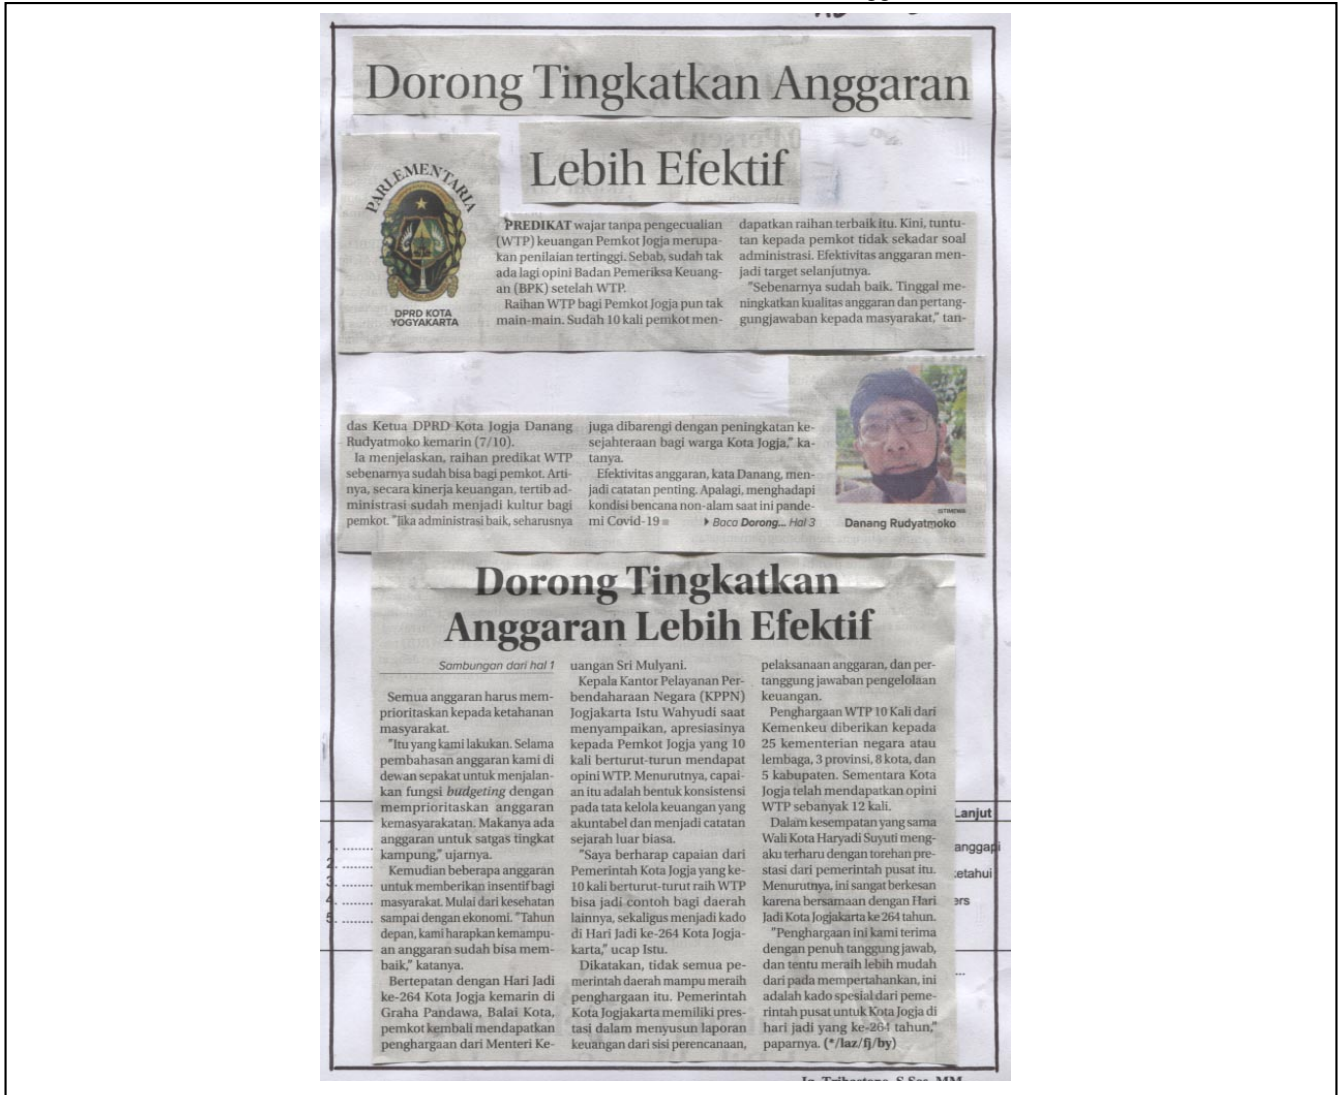 Dorong Tingkatkan Anggaran
Lebih Efektif
PARLEMENTARIA
DPRD KOTA
YOGYAKARTA
PREDIKAT wajar tanpa pengecualian
(WTP) keuangan Pemkot Jogja merupa-
kan penilaian tertinggi. Sebab, sudah tak
ada lagi opini Badan Pemeriksa Keuang-
an (BPK) setelah WTP.
Raihan WTP bagi Pemkot Jogja pun tak
main-main. Sudah 10 kali pemkot men-
dapatkan raihan terbaik itu. Kini, tuntu-
tan kepada pemkot tidak sekadar soal
administrasi. Efektivitas anggaran men-
jadi target selanjutnya.
"Sebenarnya sudah baik. Tinggal me-
ningkatkan kualitas anggaran dan pertang-
gungjawaban kepada masyarakat," tan-
das Ketua DPRD Kota Jogja Danang
Rudyatmoko kemarin (7/10).
Ia menjelaskan, raihan predikat WTP
sebenarnya sudah bisa bagi pemkot. Arti-
nya, secara kinerja keuangan, tertib ad-
ministrasi sudah menjadi kultur bagi
pemkot. "Jika administrasi baik, seharusnya
juga dibarengi dengan peningkatan ke-
sejahteraan bagi warga Kota Jogja," ka-
tanya.
Efektivitas anggaran, kata Danang, men-
jadi catatan penting. Apalagi, menghadapi
kondisi bencana non-alam saat ini pande-
mi Covid-19
Baca Dorong... Hal 3
ISTIMEWA
Danang Rudyatmoko
Dorong Tingkatkan
Anggaran Lebih Efektif
Sambungan dari hal 1
Semua anggaran harus mem-
prioritaskan kepada ketahanan
masyarakat.
"Itu yang kami lakukan. Selama
pembahasan anggaran kami di
dewan sepakat untuk menjalan-
kan fungsi budgeting dengan
memprioritaskan anggaran
kemasyarakatan. Makanya ada
anggaran untuk satgas tingkat
kampung," ujarnya.
Kemudian beberapa anggaran
untuk memberikan insentif bagi
masyarakat. Mulai dari kesehatan
sampai dengan ekonomi. "Tahun
depan, kami harapkan kemampu-
an anggaran sudah bisa mem-
baik," katanya.
Bertepatan dengan Hari Jadi
ke-264 Kota Jogja kemarin di
Graha Pandawa, Balai Kota,
pemkot kembali mendapatkan
penghargaan dari Menteri Ke-
uangan Sri Mulyani.
Kepala Kantor Pelayanan Per-
bendaharaan Negara (KPPN)
Jogjakarta Istu Wahyudi saat
menyampaikan, apresiasinya
kepada Pemkot Jogja yang 10
kali berturut-turun mendapat
opini WTP. Menurutnya, capai-
an itu adalah bentuk konsistensi
pada tata kelola keuangan yang
akuntabel dan menjadi catatan
sejarah luar biasa.
"Saya berharap capaian dari
Pemerintah Kota Jogja yang ke-
10 kali berturut-turut raih WTP
bisa jadi contoh bagi daerah
lainnya, sekaligus menjadi kado
di Hari Jadi ke-264 Kota Jogja-
karta," ucap Istu.
Dikatakan, tidak semua pe-
merintah daerah mampu meraih
penghargaan itu. Pemerintah
Kota Jogjakarta memiliki pres-
tasi dalam menyusun laporan
keuangan dari sisi perencanaan,
pelaksanaan anggaran, dan per-
tanggung jawaban pengelolaan
keuangan.
Penghargaan WTP 10 Kali dari
Kemenkeu diberikan kepada
25 kementerian negara atau
lembaga, 3 provinsi, 8 kota, dan
5 kabupaten. Sementara Kota
Jogja telah mendapatkan opini
WTP sebanyak 12 kali.
Dalam kesempatan yang sama
Wali Kota Haryadi Suyuti meng-
aku terharu dengan torehan pre-
stasi dari pemerintah pusat itu.
Menurutnya, ini sangat berkesan
karena bersamaan dengan Hari
Jadi Kota Jogjakarta ke 264 tahun.
"Penghargaan ini kami terima
dengan penuh tanggung jawab,
dan tentu meraih lebih mudah
dari pada mempertahankan, ini
adalah kado spesial dari peme-
rintah pusat untuk Kota Jogja di
hari jadi yang ke-264 tahun,"
paparnya. (*/laz/fj/by)
Lanjut
anggapi
etahui
ers